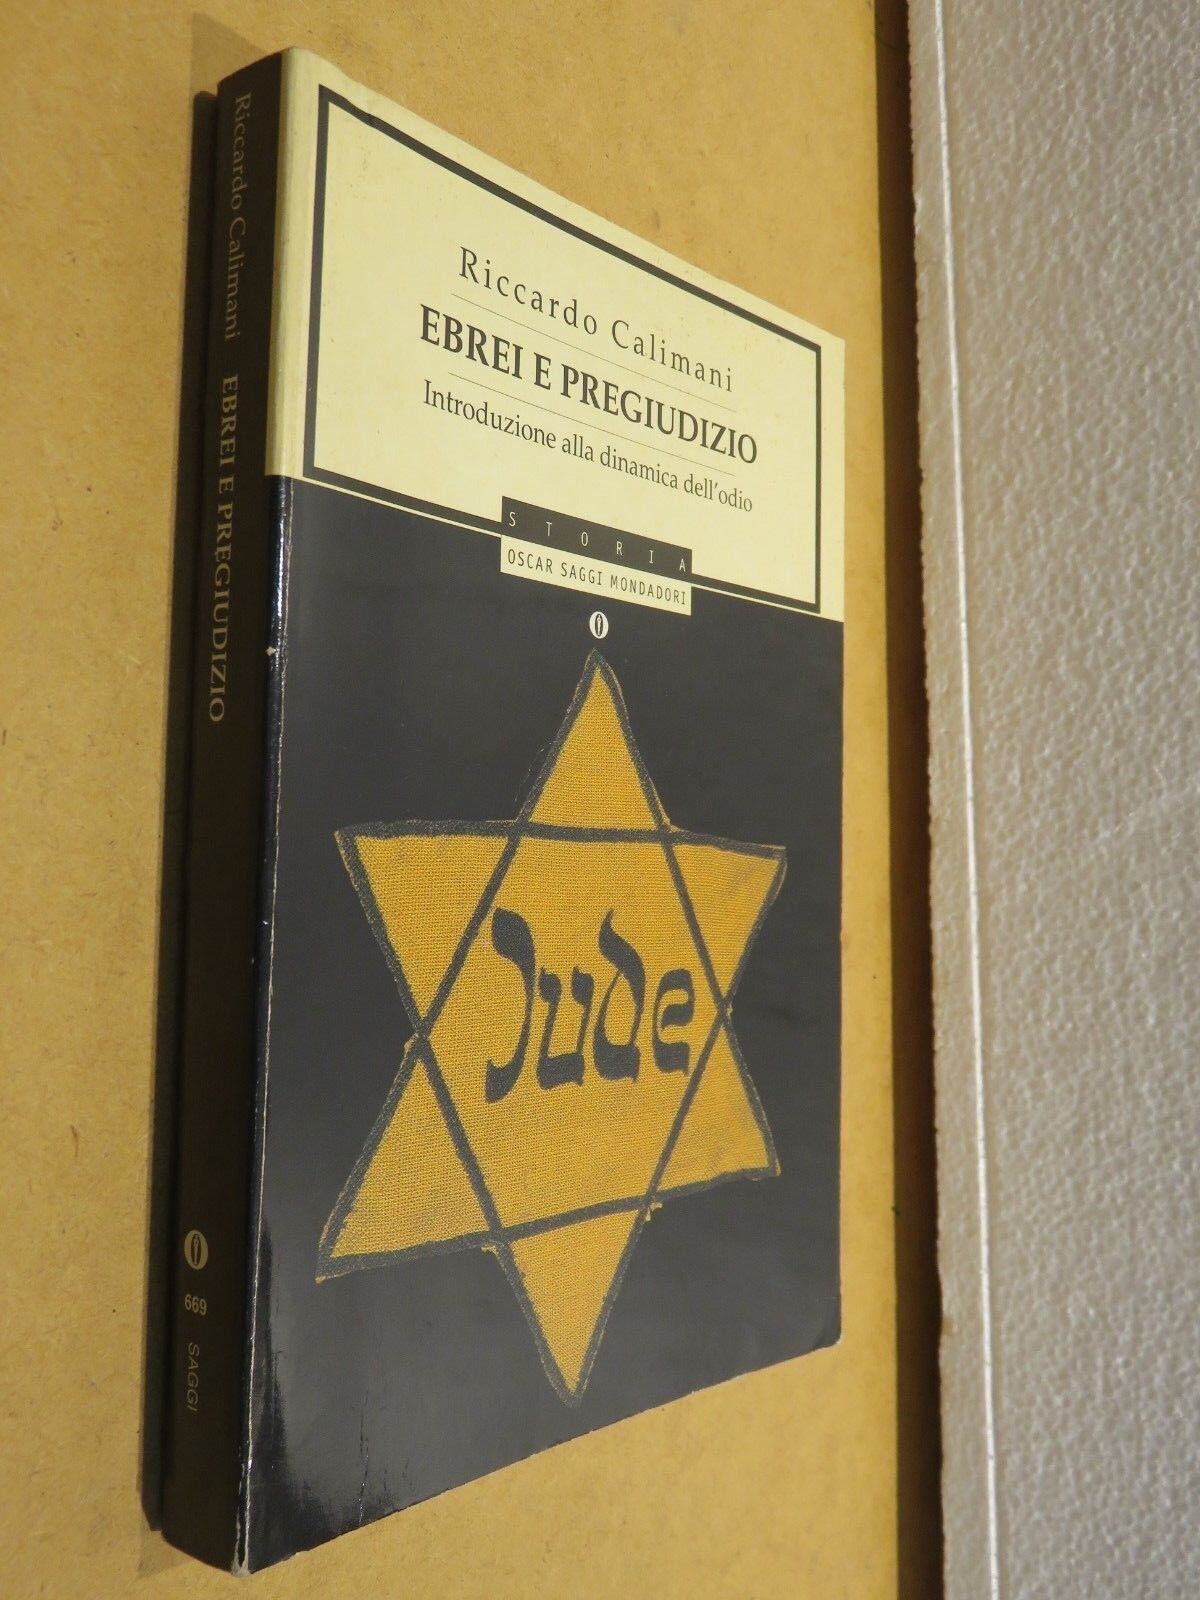 Riccardo Calimani
EBREI E PREGIUDIZIO
Introduzione alla dinamica dell'odio
STORIA
OSCAR SAGGI MONDADORI
Jude
Riccardo Calimani EBREI E PREGIUDIZIO
669
SAGGI